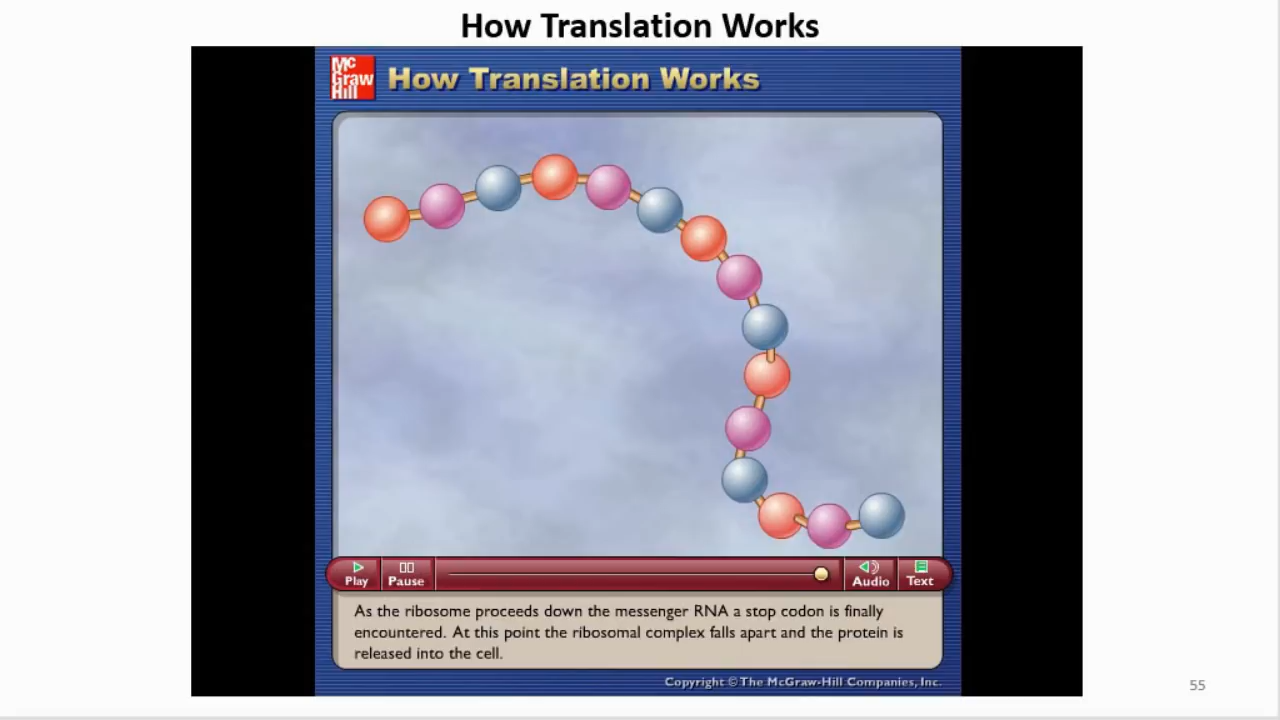 How Translation Works
Mc
Graw
Hill
How Translation Works
Play
Pause
Audio
Text
As the ribosome proceeds down the messenger RNA a stop codon is finally
encountered. At this point the ribosomal complex falls apart and the protein is
released into the cell.
Copyright © The McGraw-Hill Companies, Inc.
55